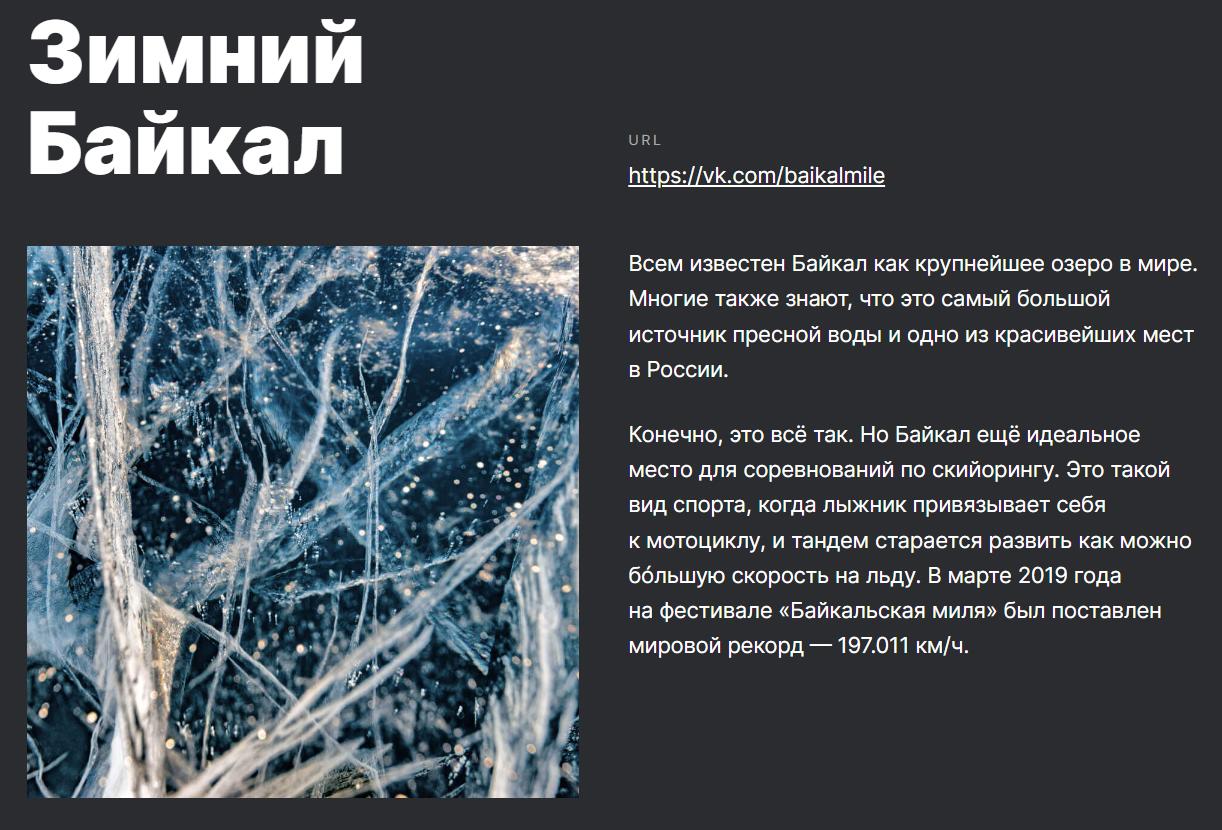 Зимний
Байкал
URL
https://vk.com/baikalmile
Всем известен Байкал как крупнейшее озеро в мире.
Многие также знают, что это самый большой
источник пресной воды и одно из красивейших мест
в России.
Конечно, это всё так. Но Байкал ещё идеальное
место для соревнований по скийорингу. Это такой
вид спорта, когда лыжник привязывает себя
к мотоциклу, и тандем старается развить как можно
бо́льшую скорость на льду. В марте 2019 года
на фестивале «Байкальская миля» был поставлен
мировой рекорд — 197.011 км/ч.